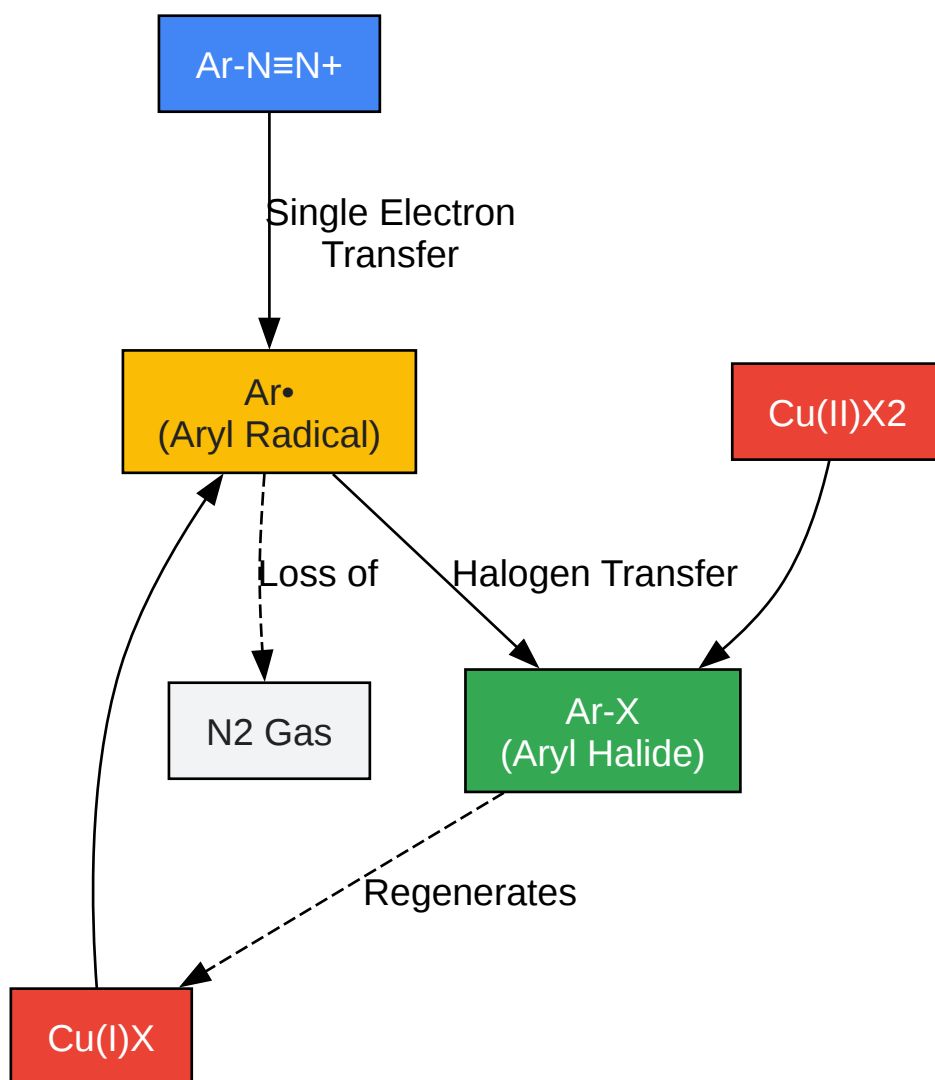 Ar-N≡N+
Single Electron
Transfer
Ar•
(Aryl Radical)
Cu(II)X2
Loss of
Halogen Transfer
N2 Gas
Ar-X
(Aryl Halide)
Regenerates
Cu(I)X